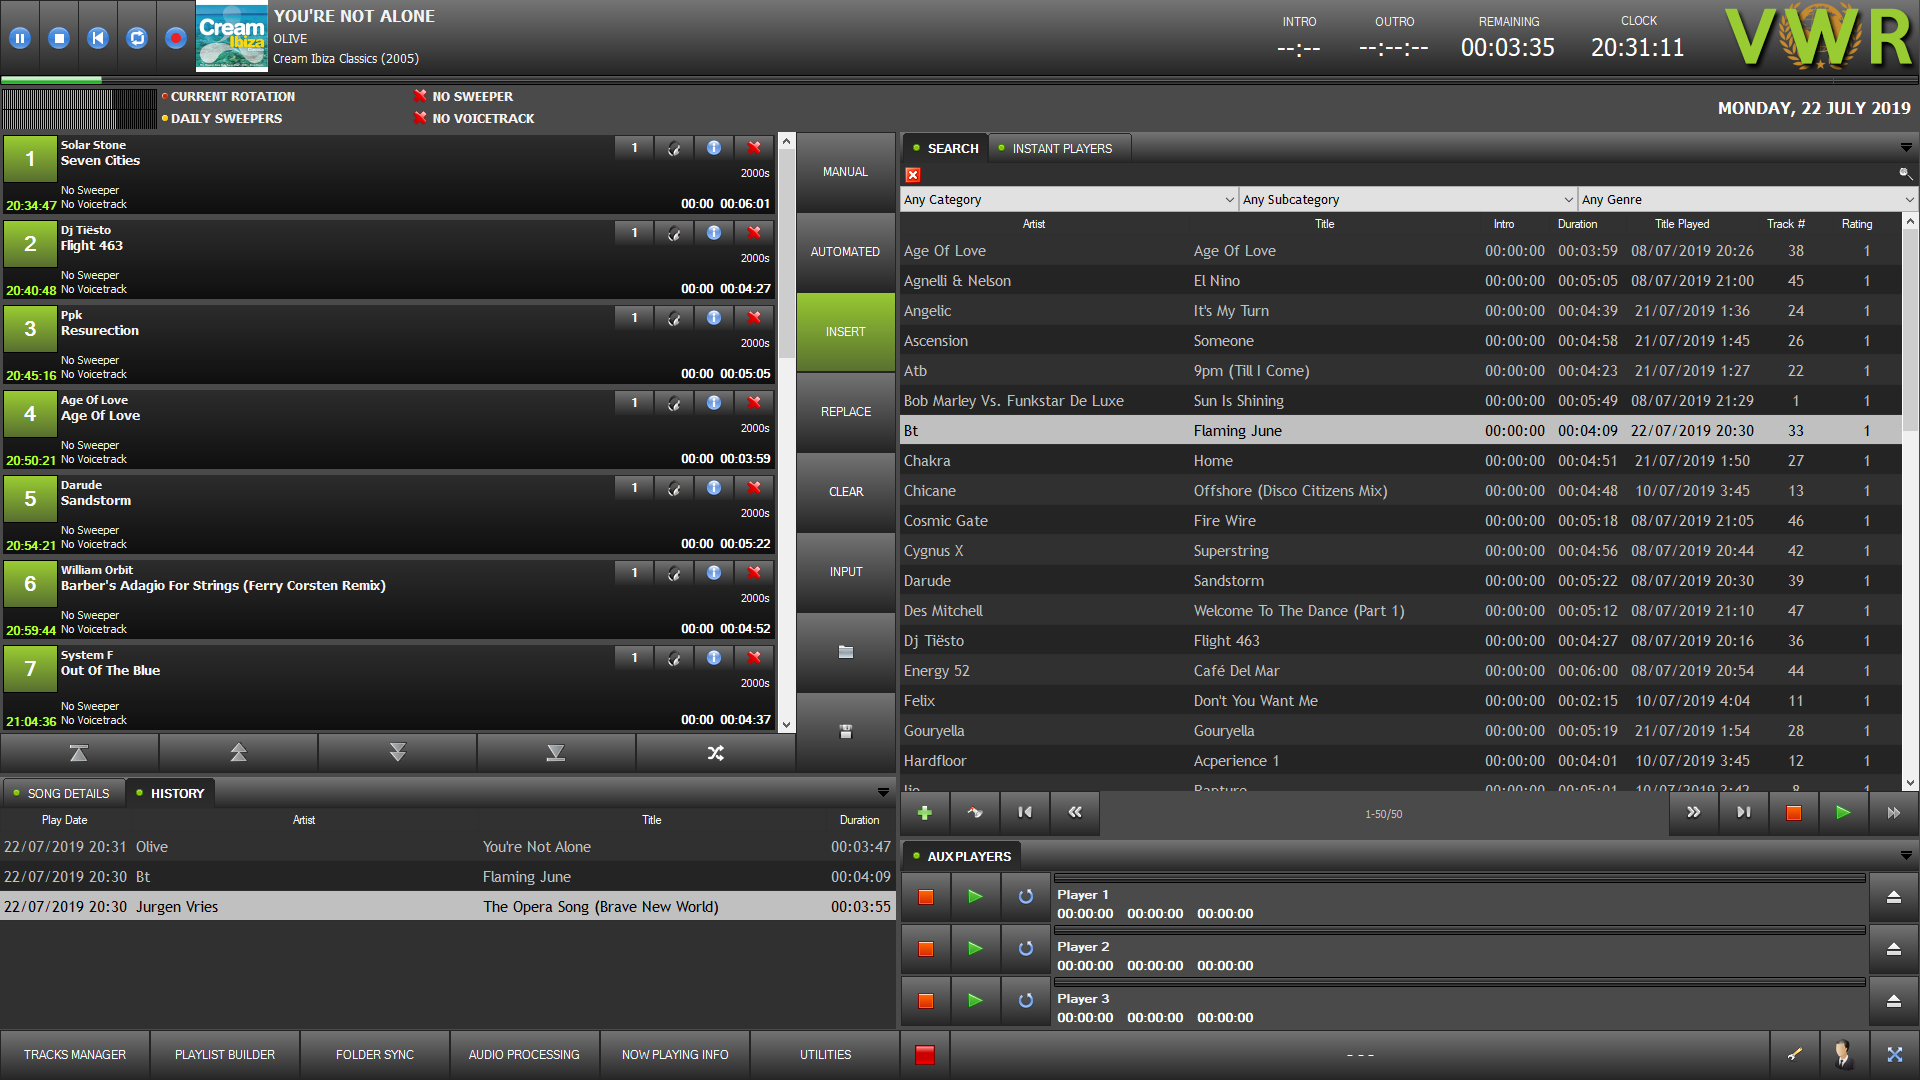 YOU'RE NOT ALONE
OLIVE
Cream Ibiza Classics (2005)
Cream
Ibiza
INTRO
--:--
OUTRO
--:--:--
REMAINING
00:03:35
CLOCK
20:31:11
VWR
CURRENT ROTATION
NO SWEEPER
DAILY SWEEPERS
NO VOICETRACK
MONDAY, 22 JULY 2019
1
Solar Stone
Seven Cities
1
2000s
No Sweeper
20:34:47 No Voicetrack
00:00 00:06:01
2
Dj Tiësto
Flight 463
1
2000s
No Sweeper
20:40:48 No Voicetrack
00:00 00:04:27
3
Ppk
Resurection
1
2000s
No Sweeper
20:45:16 No Voicetrack
00:00 00:05:05
4
Age Of Love
Age Of Love
1
2000s
No Sweeper
20:50:21 No Voicetrack
00:00 00:03:59
5
Darude
Sandstorm
1
2000s
No Sweeper
20:54:21 No Voicetrack
00:00 00:05:22
6
William Orbit
Barber's Adagio For Strings (Ferry Corsten Remix)
1
2000s
No Sweeper
20:59:44 No Voicetrack
00:00 00:04:52
7
System F
Out Of The Blue
1
2000s
No Sweeper
21:04:36 No Voicetrack
00:00 00:04:37
MANUAL
AUTOMATED
INSERT
REPLACE
CLEAR
INPUT
SEARCH
INSTANT PLAYERS
Any Category
Any Subcategory
Any Genre
Artist Title Intro Duration Title Played Track # Rating
Age Of Love Age Of Love 00:00:00 00:03:59 08/07/2019 20:26 38 1
Agnelli & Nelson El Nino 00:00:00 00:05:05 08/07/2019 21:00 45 1
Angelic It's My Turn 00:00:00 00:04:39 21/07/2019 1:36 24 1
Ascension Someone 00:00:00 00:04:58 21/07/2019 1:45 26 1
Atb 9pm (Till I Come) 00:00:00 00:04:23 21/07/2019 1:27 22 1
Bob Marley Vs. Funkstar De Luxe Sun Is Shining 00:00:00 00:05:49 08/07/2019 21:29 1 1
Bt Flaming June 00:00:00 00:04:09 22/07/2019 20:30 33 1
Chakra Home 00:00:00 00:04:51 21/07/2019 1:50 27 1
Chicane Offshore (Disco Citizens Mix) 00:00:00 00:04:48 10/07/2019 3:45 13 1
Cosmic Gate Fire Wire 00:00:00 00:05:18 08/07/2019 21:05 46 1
Cygnus X Superstring 00:00:00 00:04:56 08/07/2019 20:44 42 1
Darude Sandstorm 00:00:00 00:05:22 08/07/2019 20:30 39 1
Des Mitchell Welcome To The Dance (Part 1) 00:00:00 00:05:12 08/07/2019 21:10 47 1
Dj Tiësto Flight 463 00:00:00 00:04:27 08/07/2019 20:16 36 1
Energy 52 Café Del Mar 00:00:00 00:06:00 08/07/2019 20:54 44 1
Felix Don't You Want Me 00:00:00 00:02:15 10/07/2019 4:04 11 1
Gouryella Gouryella 00:00:00 00:05:19 21/07/2019 1:54 28 1
Hardfloor Acperience 1 00:00:00 00:04:01 10/07/2019 3:45 12 1
1-50/50
SONG DETAILS
HISTORY
Play Date Artist Title Duration
22/07/2019 20:31 Olive You're Not Alone 00:03:47
22/07/2019 20:30 Bt Flaming June 00:04:09
22/07/2019 20:30 Jurgen Vries The Opera Song (Brave New World) 00:03:55
AUX PLAYERS
Player 1
00:00:00 00:00:00 00:00:00
Player 2
00:00:00 00:00:00 00:00:00
Player 3
00:00:00 00:00:00 00:00:00
TRACKS MANAGER
PLAYLIST BUILDER
FOLDER SYNC
AUDIO PROCESSING
NOW PLAYING INFO
UTILITIES
- - -